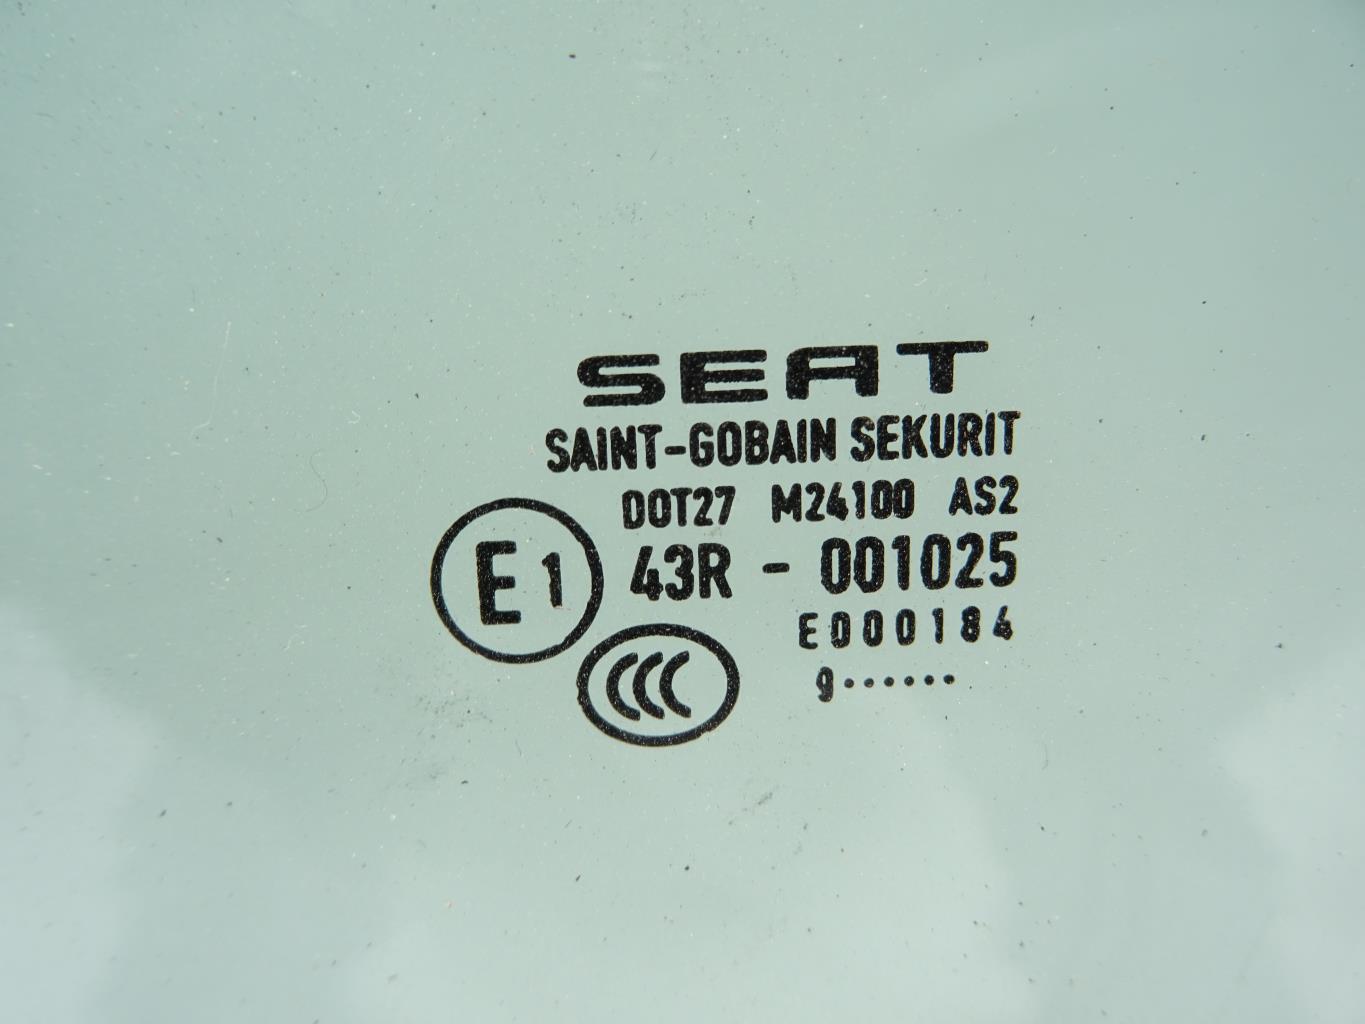 SEAT
SAINT-GOBAIN SEKURIT
DOT27 M24100 AS2
E1 43R - 001025
E000184
CCC 9······